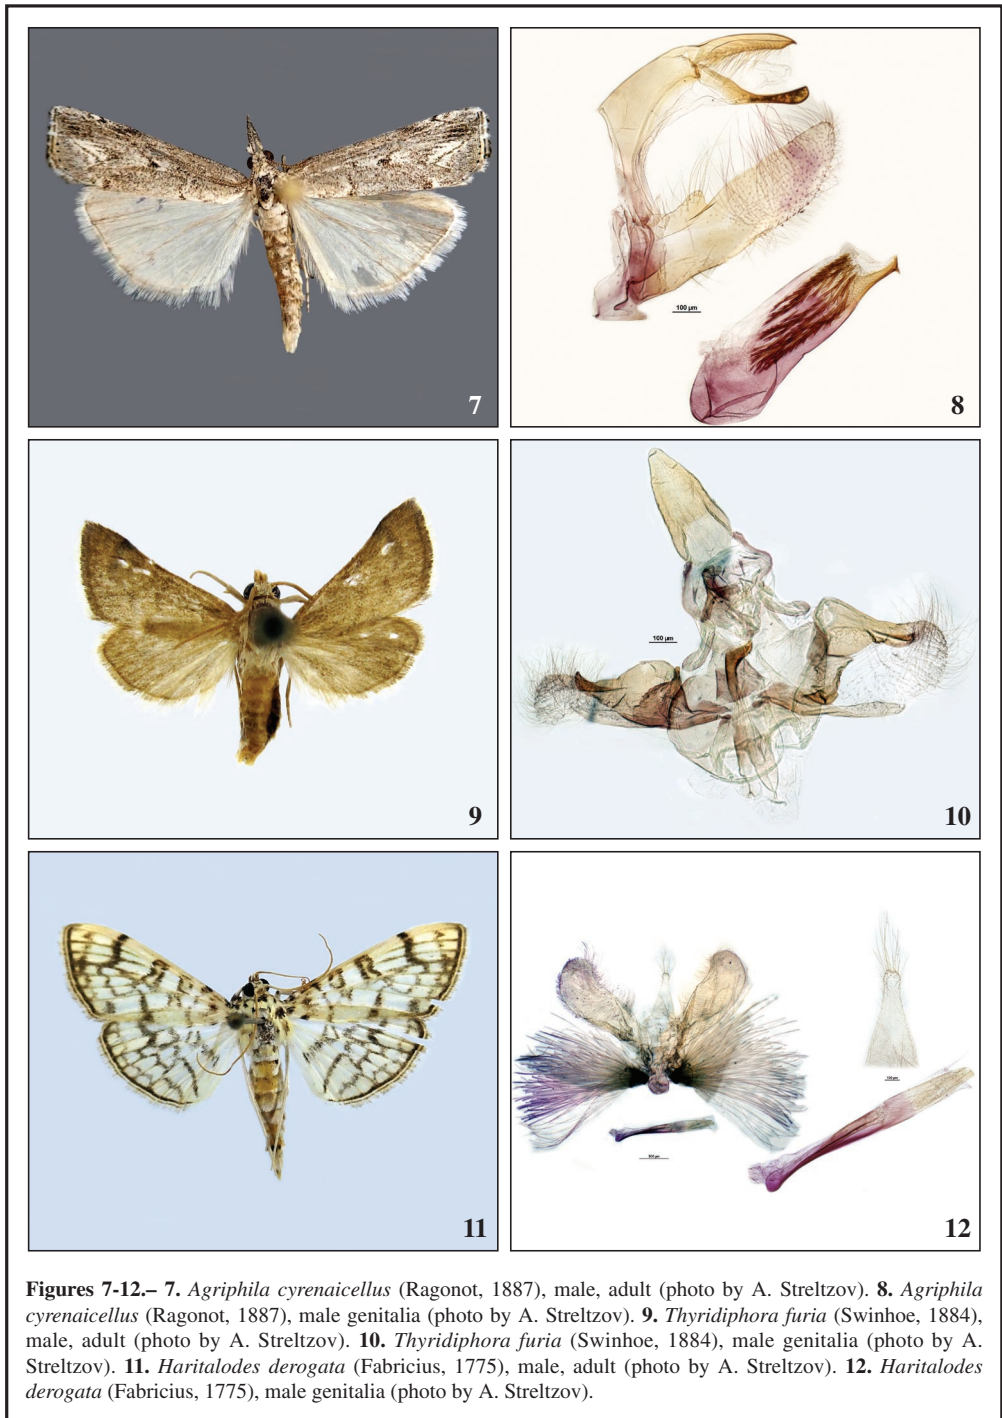 7
100 µm
8
9
100 µm
10
11
12
Figures 7-12.– 7. Agriphila cyrenaicellus (Ragonot, 1887), male, adult (photo by A. Streltzov). 8. Agriphila
cyrenaicellus (Ragonot, 1887), male genitalia (photo by A. Streltzov). 9. Thyridiphora furia (Swinhoe, 1884),
male, adult (photo by A. Streltzov). 10. Thyridiphora furia (Swinhoe, 1884), male genitalia (photo by A.
Streltzov). 11. Haritalodes derogata (Fabricius, 1775), male, adult (photo by A. Streltzov). 12. Haritalodes
derogata (Fabricius, 1775), male genitalia (photo by A. Streltzov).